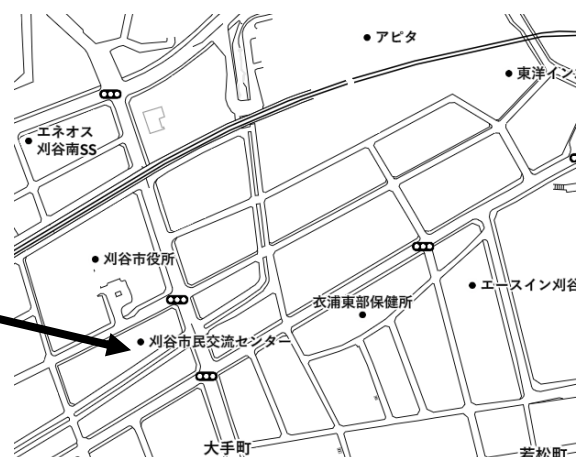 アピタ
東洋イン
エネオス
刈谷南SS
刈谷市役所
エースイン刈谷
衣浦東部保健所
刈谷市民交流センター
大手町
若松町